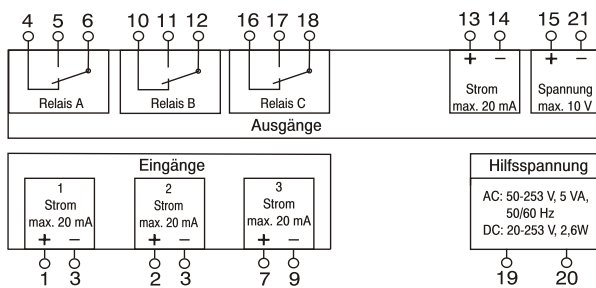 4 5 6 10 11 12 16 17 18 13 14 15 21
+ − + −
Relais A
Relais B
Relais C
Strom
max. 20 mA
Spannung
max. 10 V
Ausgänge
Eingänge
1
Strom
max. 20 mA
+ −
1 3
2
Strom
max. 20 mA
+ −
2 3
3
Strom
max. 20 mA
+ −
7 9
Hilfsspannung
AC: 50-253 V, 5 VA,
50/60 Hz
DC: 20-253 V, 2,6W
19 20